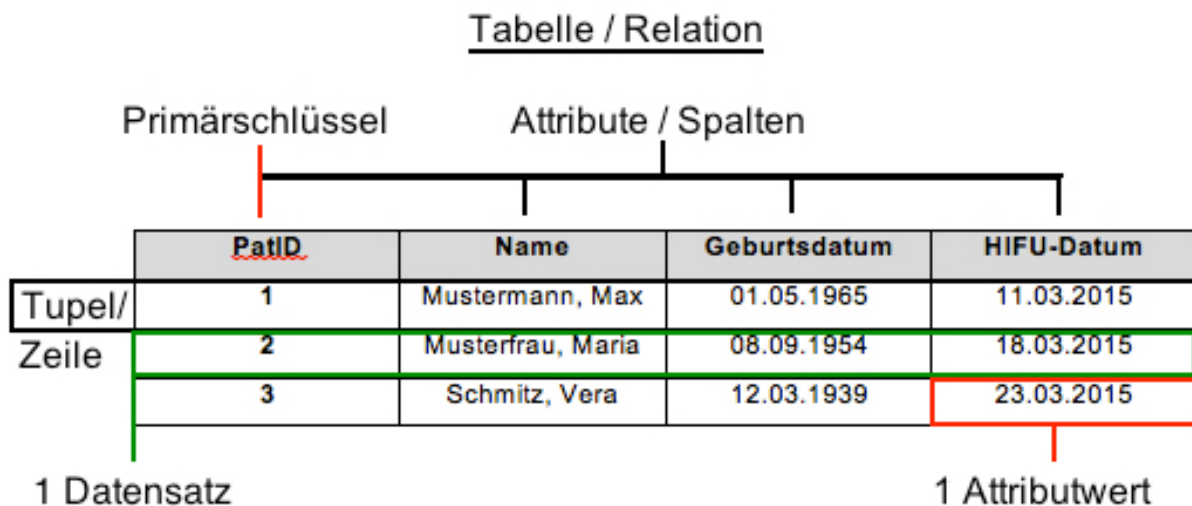 Tabelle / Relation
Primärschlüssel Attribute / Spalten
PatID Name Geburtsdatum HIFU-Datum
Tupel/ 1 Mustermann, Max 01.05.1965 11.03.2015
Zeile 2 Musterfrau, Maria 08.09.1954 18.03.2015
3 Schmitz, Vera 12.03.1939 23.03.2015
1 Datensatz 1 Attributwert